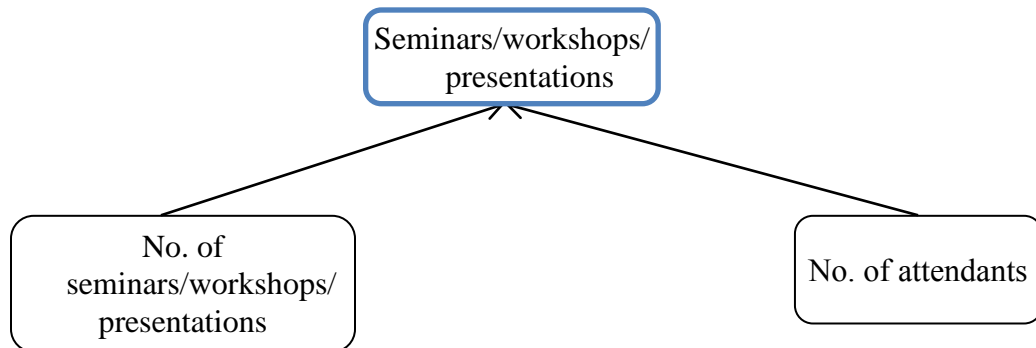 Seminars/workshops/
presentations
No. of
seminars/workshops/
presentations
No. of attendants